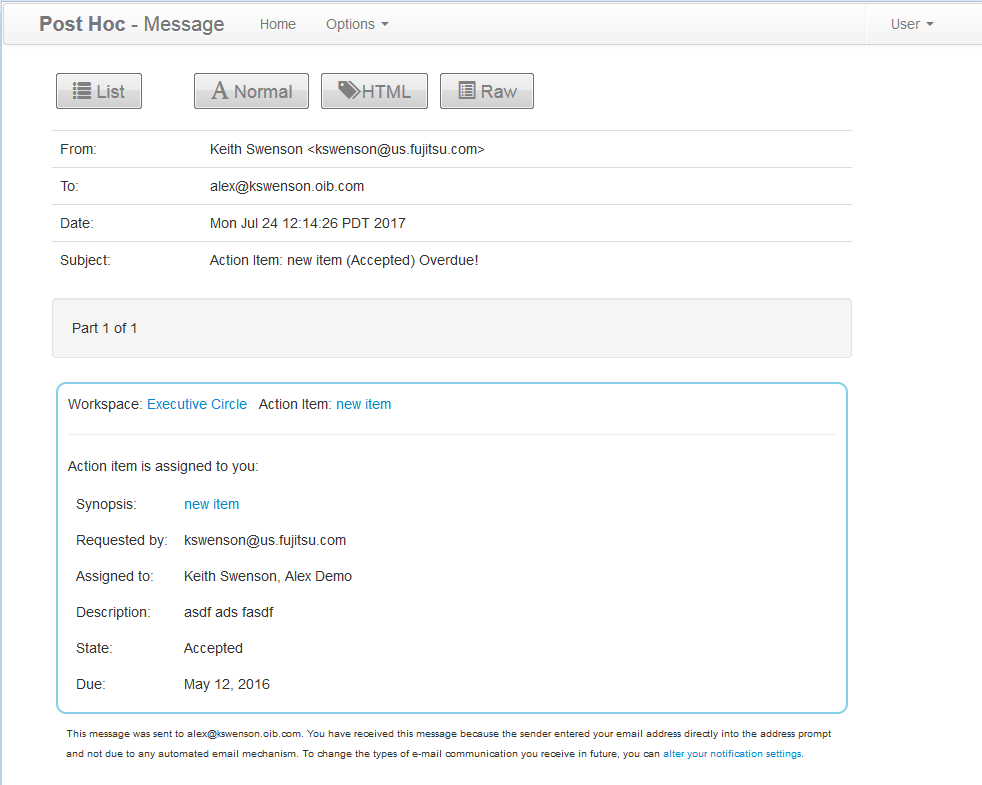 Post Hoc - Message Home Options User
List Normal HTML Raw
From: Keith Swenson <kswenson@us.fujitsu.com>
To: alex@kswenson.oib.com
Date: Mon Jul 24 12:14:26 PDT 2017
Subject: Action Item: new item (Accepted) Overdue!
Part 1 of 1
Workspace: Executive Circle Action Item: new item
Action item is assigned to you:
Synopsis: new item
Requested by: kswenson@us.fujitsu.com
Assigned to: Keith Swenson, Alex Demo
Description: asdf ads fasdf
State: Accepted
Due: May 12, 2016
This message was sent to alex@kswenson.oib.com. You have received this message because the sender entered your email address directly into the address prompt
and not due to any automated email mechanism. To change the types of e-mail communication you receive in future, you can alter your notification settings.